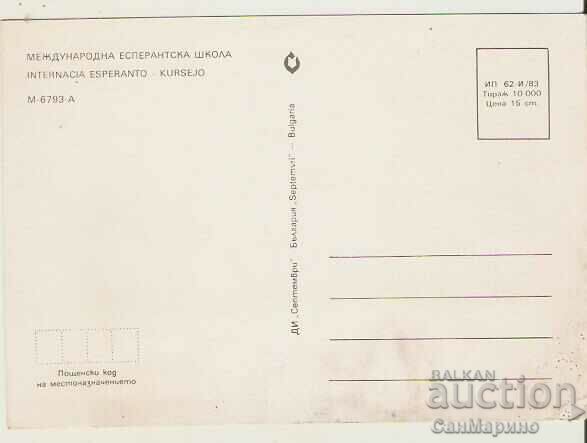 МЕЖДУНАРОДНА ЕСПЕРАНТСКА ШКОЛА
INTERNACIA ESPERANTO - KURSEJO
М-6793-А
ДИ „Септември" България „Septemvri" — Bulgaria
ИП 62-И/83
Тираж 10 000
Цена 15 ст.
Пощенски код
на местоназначението
BALKAN
auction
СанМарино